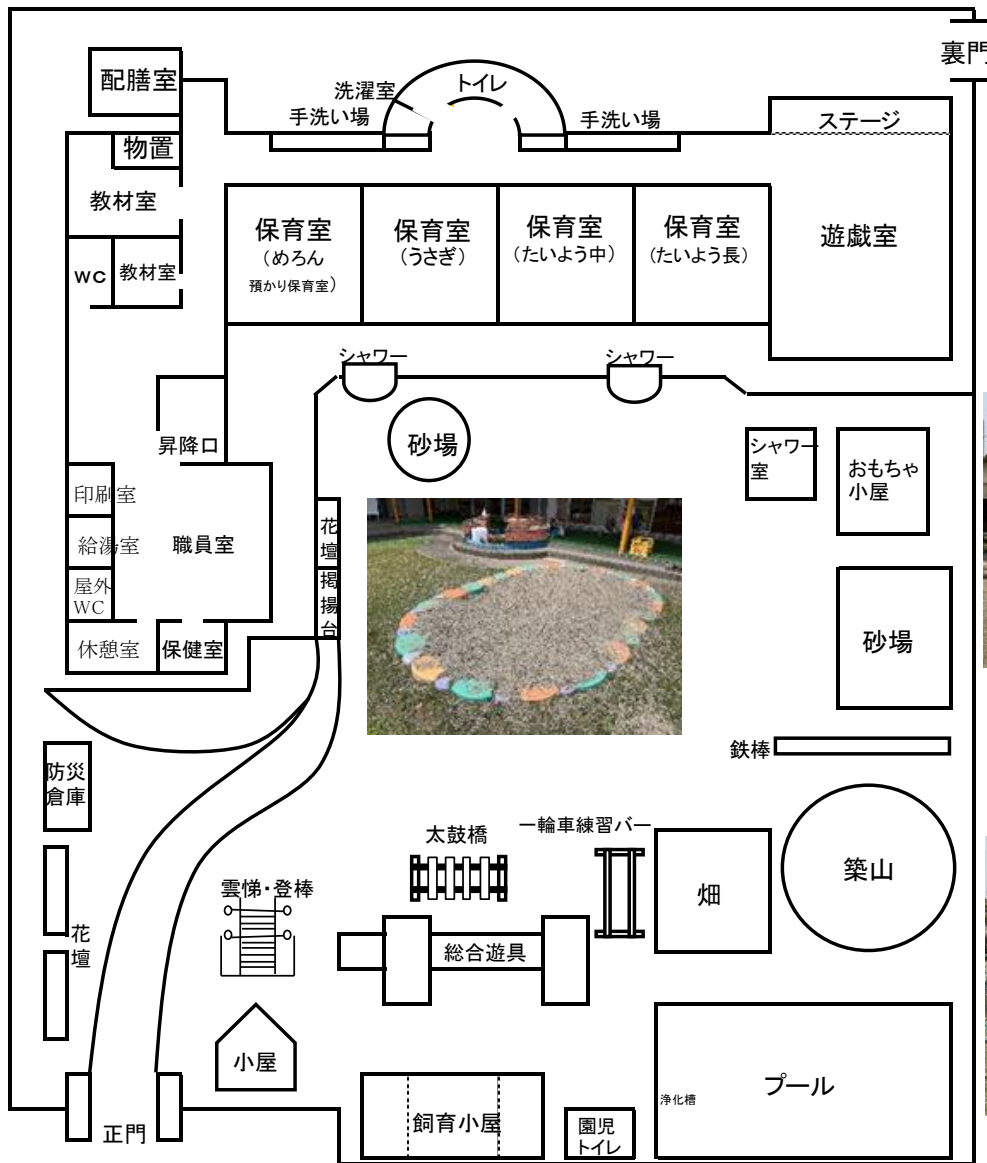 裏門
配膳室
トイレ
洗濯室
手洗い場
手洗い場
ステージ
物置
教材室
保育室
（めろん
預かり保育室）
保育室
（うさぎ）
保育室
（たいよう中）
保育室
（たいよう長）
遊戯室
WC
教材室
シャワー
シャワー
昇降口
砂場
シャワー
室
おもちゃ
小屋
印刷室
給湯室
職員室
花
壇
掲
揚
台
屋外
WC
休憩室
保健室
砂場
鉄棒
防災
倉庫
太鼓橋
一輪車練習バー
築山
畑
雲悌・登棒
花
壇
総合遊具
小屋
プール
浄化槽
飼育小屋
園児
トイレ
正門